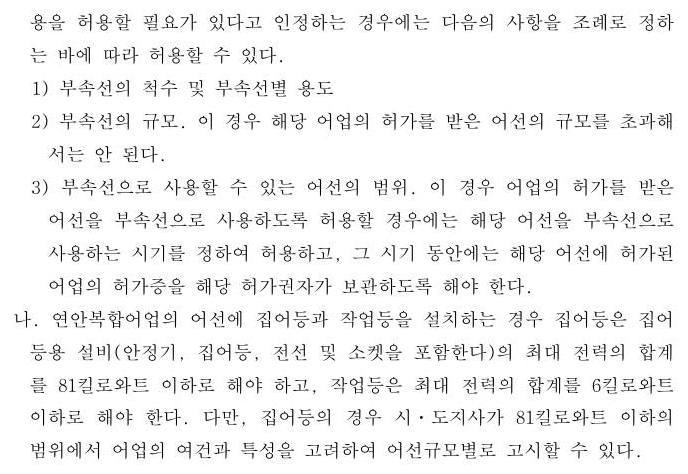 용을 허용할 필요가 있다고 인정하는 경우에는 다음의 사항을 조례로 정하
는 바에 따라 허용할 수 있다.
1) 부속선의 척수 및 부속선별 용도
2) 부속선의 규모. 이 경우 해당 어업의 허가를 받은 어선의 규모를 초과해
서는 안 된다.
3) 부속선으로 사용할 수 있는 어선의 범위. 이 경우 어업의 허가를 받은
어선을 부속선으로 사용하도록 허용할 경우에는 해당 어선을 부속선으로
사용하는 시기를 정하여 허용하고, 그 시기 동안에는 해당 어선에 허가된
어업의 허가증을 해당 허가권자가 보관하도록 해야 한다.
나. 연안복합어업의 어선에 집어등과 작업등을 설치하는 경우 집어등은 집어
등용 설비(안정기, 집어등, 전선 및 소켓을 포함한다)의 최대 전력의 합계
를 81킬로와트 이하로 해야 하고, 작업등은 최대 전력의 합계를 6킬로와트
이하로 해야 한다. 다만, 집어등의 경우 시·도지사가 81킬로와트 이하의
범위에서 어업의 여건과 특성을 고려하여 어선규모별로 고시할 수 있다.